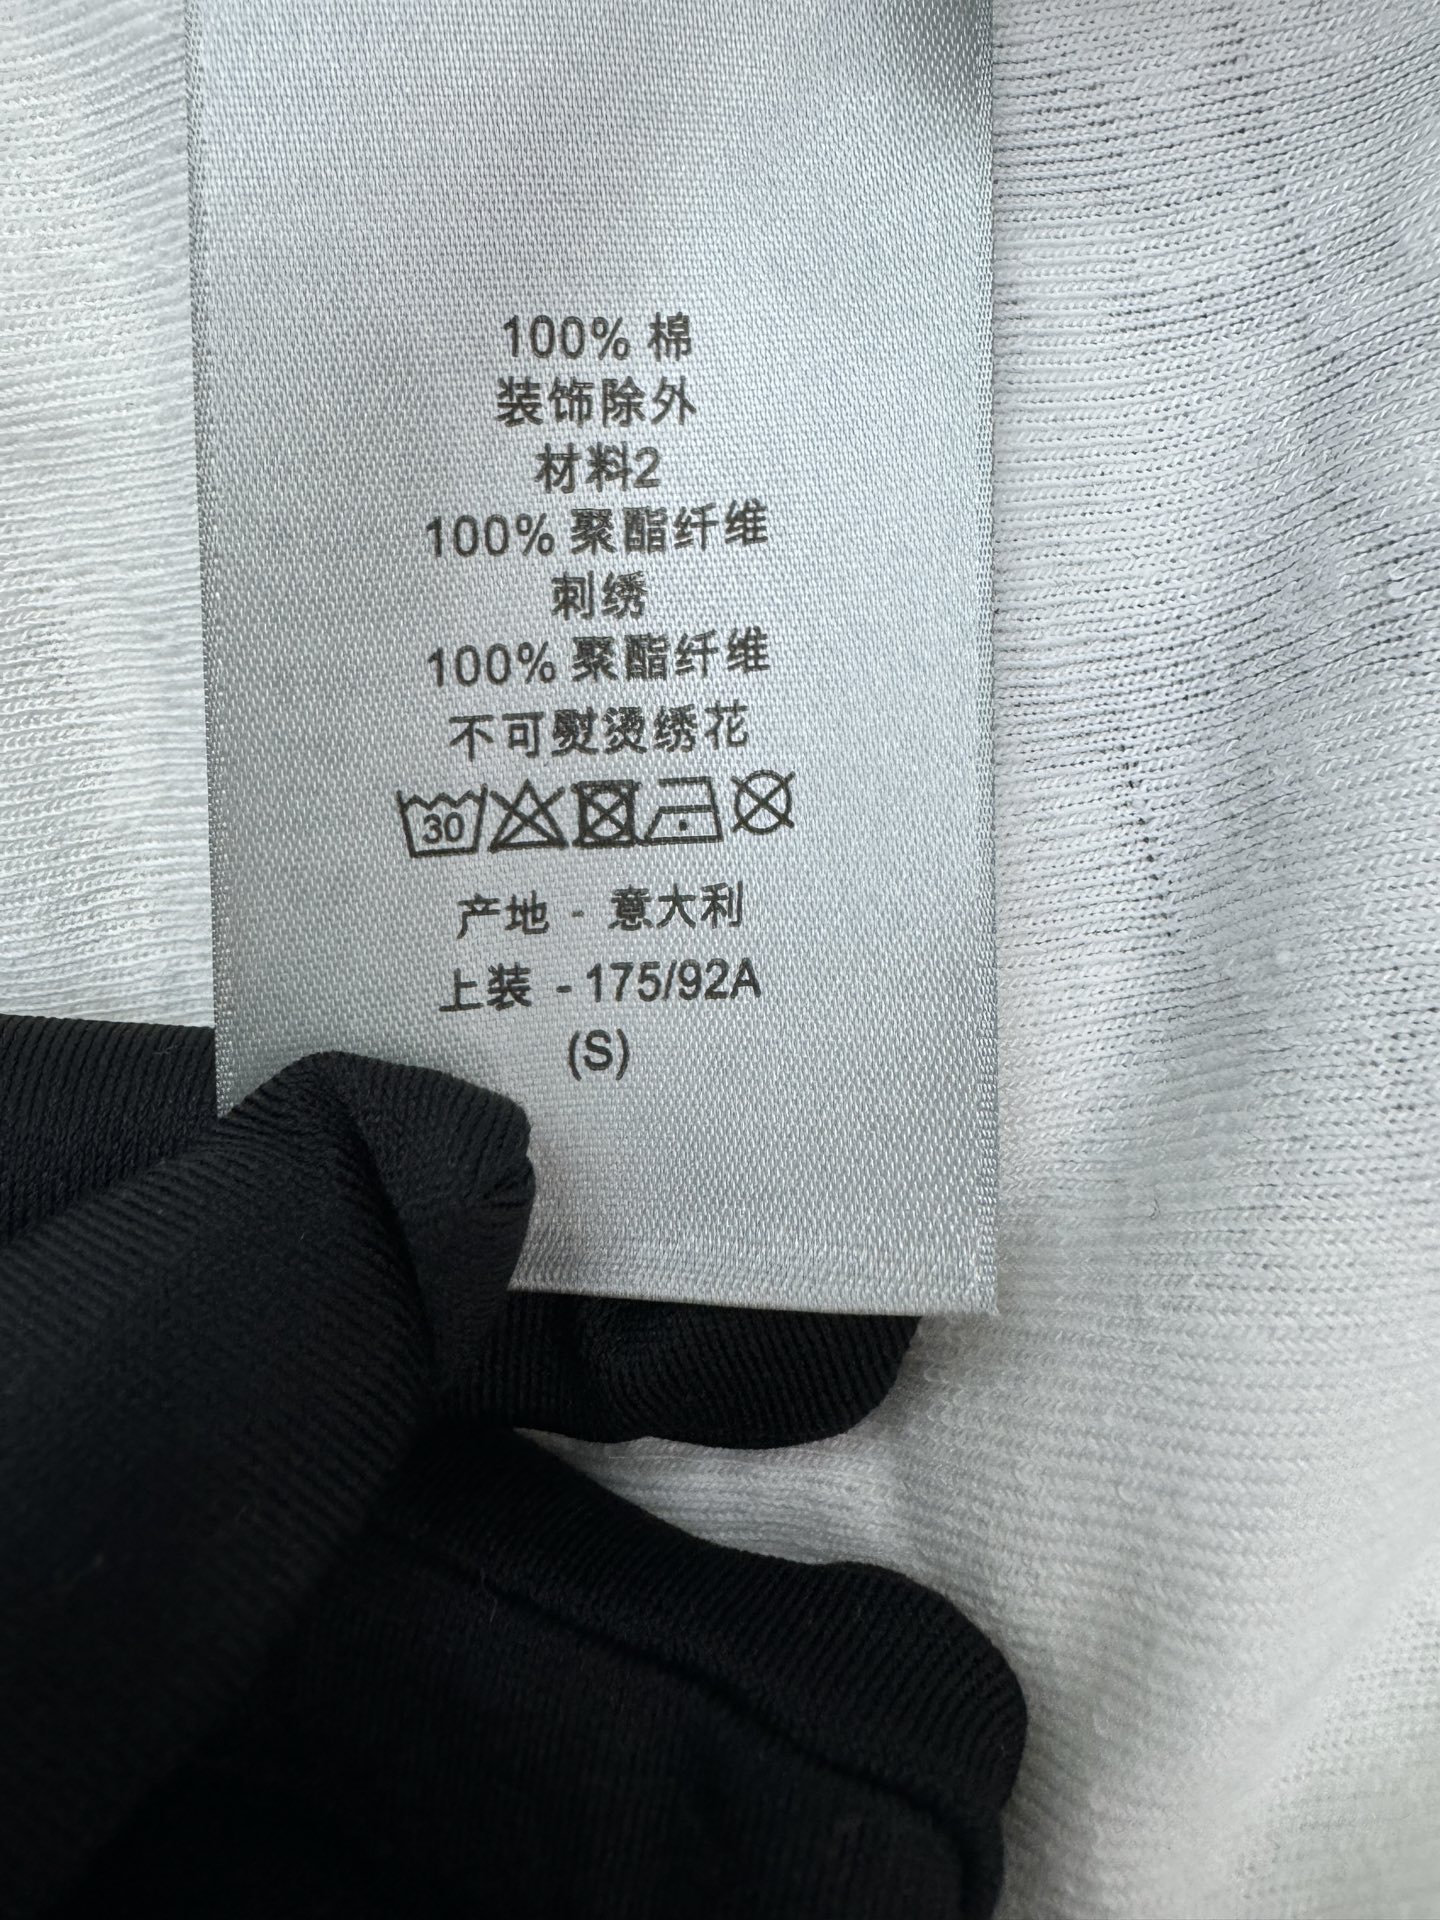 100% 棉
装饰除外
材料2
100% 聚酯纤维
刺绣
100% 聚酯纤维
不可熨烫绣花
30
产地 - 意大利
上装 - 175/92A
(S)